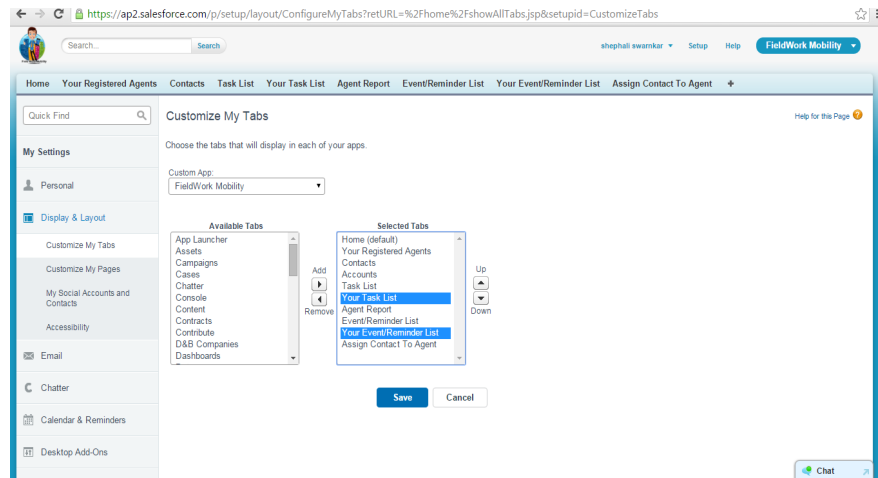 https://ap2.salesforce.com/p/setup/layout/ConfigureMyTabs?retURL=%2Fhome%2FshowAllTabs.jsp&setupid=CustomizeTabs
Search... Search shephali swarnkar Setup Help FieldWork Mobility
Home Your Registered Agents Contacts Task List Your Task List Agent Report Event/Reminder List Your Event/Reminder List Assign Contact To Agent +
Quick Find
My Settings
Personal
Display & Layout
Customize My Tabs
Customize My Pages
My Social Accounts and
Contacts
Accessibility
Email
Chatter
Calendar & Reminders
Desktop Add-Ons
Customize My Tabs
Help for this Page
Choose the tabs that will display in each of your apps.
Custom App:
FieldWork Mobility
Available Tabs
App Launcher
Assets
Campaigns
Cases
Chatter
Console
Content
Contracts
Contribute
D&B Companies
Dashboards
Add
Remove
Selected Tabs
Home (default)
Your Registered Agents
Contacts
Accounts
Task List
Your Task List
Agent Report
Event/Reminder List
Your Event/Reminder List
Assign Contact To Agent
Up
Down
Save Cancel
Chat